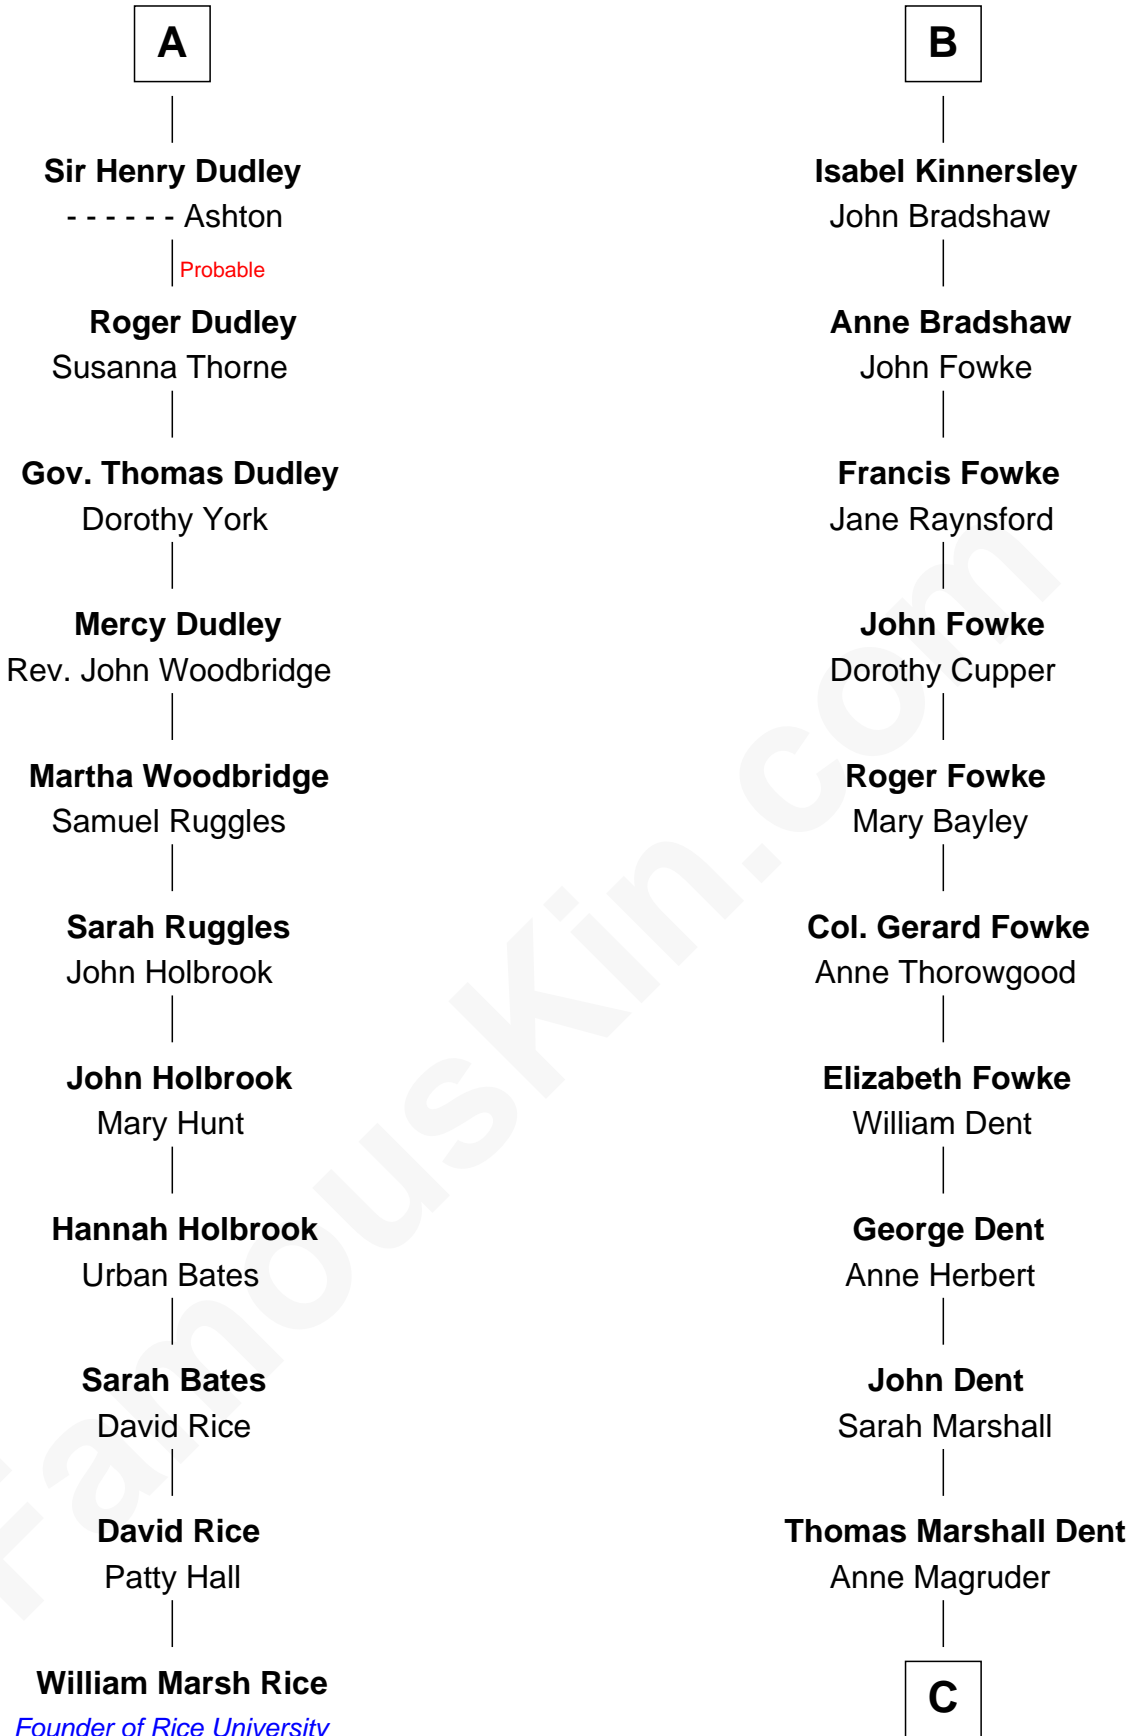 A
Sir Henry Dudley
- - - - - - Ashton
Probable
Roger Dudley
Susanna Thorne
Gov. Thomas Dudley
Dorothy York
Mercy Dudley
Rev. John Woodbridge
Martha Woodbridge
Samuel Ruggles
Sarah Ruggles
John Holbrook
John Holbrook
Mary Hunt
Hannah Holbrook
Urban Bates
Sarah Bates
David Rice
David Rice
Patty Hall
William Marsh Rice
Founder of Rice University
B
Isabel Kinnersley
John Bradshaw
Anne Bradshaw
John Fowke
Francis Fowke
Jane Raynsford
John Fowke
Dorothy Cupper
Roger Fowke
Mary Bayley
Col. Gerard Fowke
Anne Thorowgood
Elizabeth Fowke
William Dent
George Dent
Anne Herbert
John Dent
Sarah Marshall
Thomas Marshall Dent
Anne Magruder
C
FamousKin.com